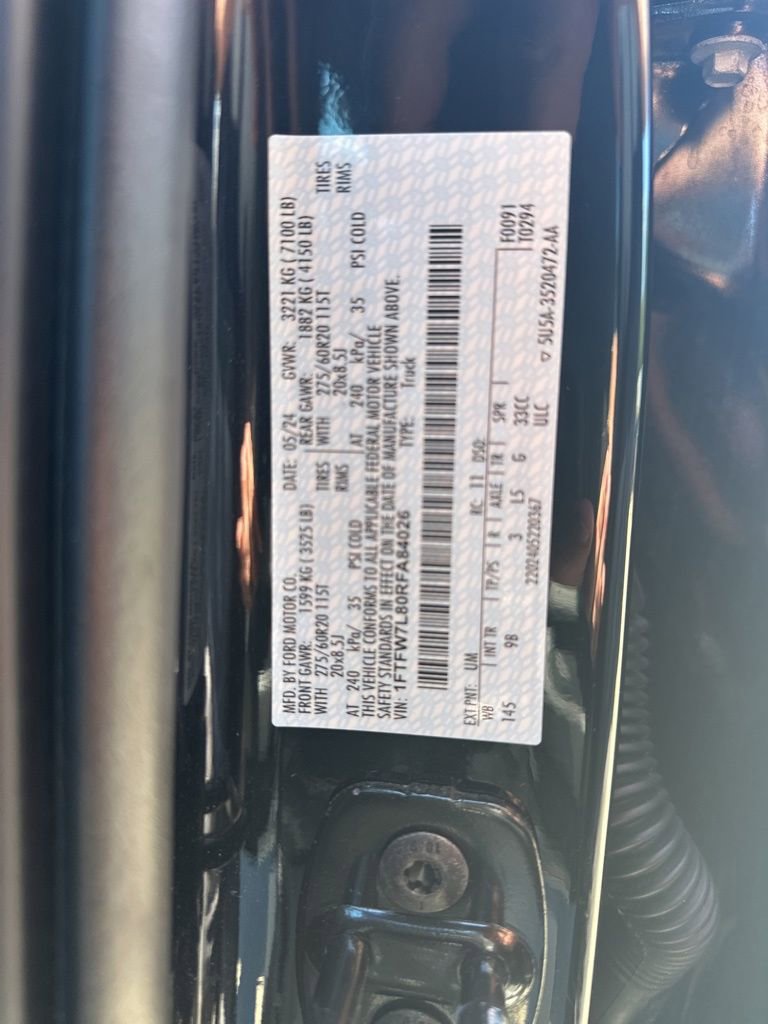 MFD. BY FORD MOTOR CO. DATE: 05/24 GVWR: 3221 KG ( 7100 LB)
FRONT GAWR: 1599 KG ( 3525 LB) REAR GAWR: 1882 KG ( 4150 LB)
WITH 275/60R20 115T TIRES WITH 275/60R20 115T TIRES
20x8.5J RIMS 20x8.5J RIMS
AT 240 kPa/ 35 PSI COLD AT 240 kPa/ 35 PSI COLD
THIS VEHICLE CONFORMS TO ALL APPLICABLE FEDERAL MOTOR VEHICLE
SAFETY STANDARDS IN EFFECT ON THE DATE OF MANUFACTURE SHOWN ABOVE.
VIN: 1FTFW7L80RFA84026 TYPE: Truck
EXT PNT: UM RC: 11 DSO:
WB INT TR TP/PS R AXLE TR SPR F0091
145 9B 3 L5 G 33CC T0294
2202405220367 ULC 5U5A-3520472-AA